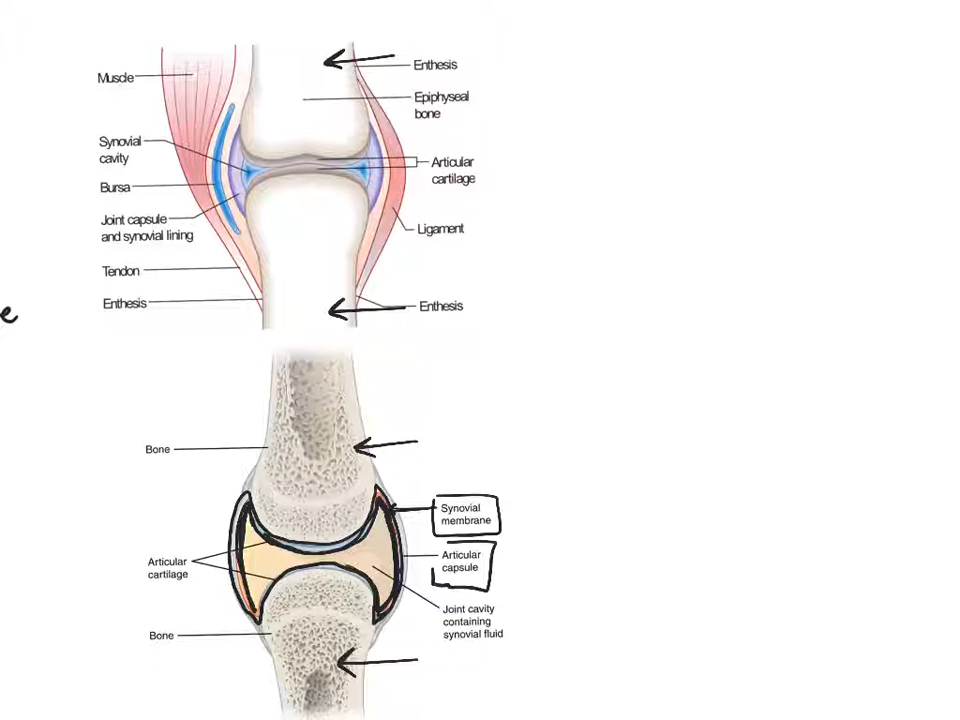 Muscle
Enthesis
Epiphyseal
bone
Synovial
cavity
Articular
cartilage
Bursa
Joint capsule
and synovial lining
Ligament
Tendon
Enthesis
Enthesis
e
Bone
Synovial
membrane
Articular
cartilage
Articular
capsule
Joint cavity
containing
synovial fluid
Bone